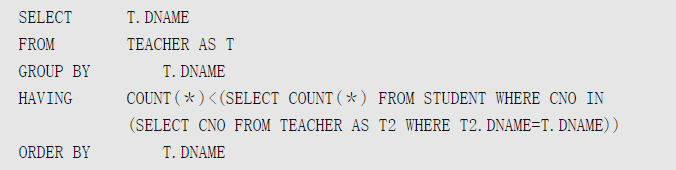 SELECT T.DNAME
FROM TEACHER AS T
GROUP BY T.DNAME
HAVING COUNT(*)<(SELECT COUNT(*) FROM STUDENT WHERE CNO IN
(SELECT CNO FROM TEACHER AS T2 WHERE T2.DNAME=T.DNAME))
ORDER BY T.DNAME